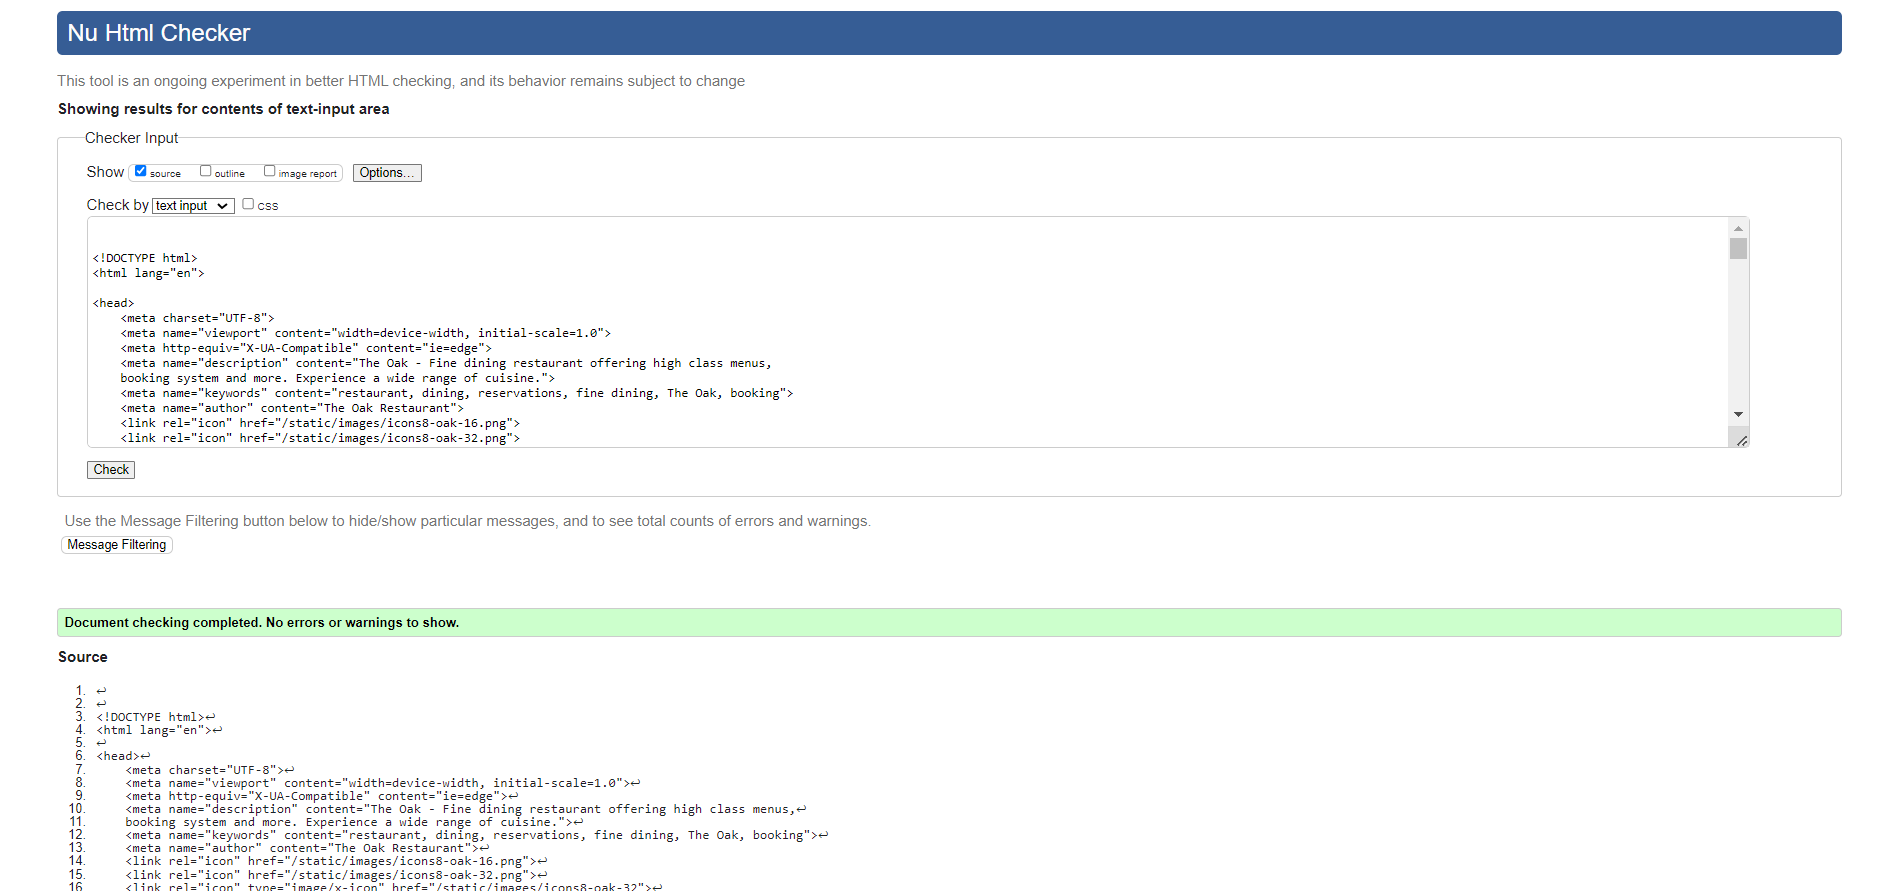 Nu Html Checker
This tool is an ongoing experiment in better HTML checking, and its behavior remains subject to change
Showing results for contents of text-input area
Checker Input
Show source outline image report Options...
Check by text input css
<!DOCTYPE html>
<html lang="en">
<head>
    <meta charset="UTF-8">
    <meta name="viewport" content="width=device-width, initial-scale=1.0">
    <meta http-equiv="X-UA-Compatible" content="ie=edge">
    <meta name="description" content="The Oak - Fine dining restaurant offering high class menus,
    booking system and more. Experience a wide range of cuisine.">
    <meta name="keywords" content="restaurant, dining, reservations, fine dining, The Oak, booking">
    <meta name="author" content="The Oak Restaurant">
    <link rel="icon" href="/static/images/icons8-oak-16.png">
    <link rel="icon" href="/static/images/icons8-oak-32.png">
Check
Use the Message Filtering button below to hide/show particular messages, and to see total counts of errors and warnings.
Message Filtering
Document checking completed. No errors or warnings to show.
Source
1. ↩
2. ↩
3. <!DOCTYPE html>↩
4. <html lang="en">↩
5. ↩
6. <head>↩
7.     <meta charset="UTF-8">↩
8.     <meta name="viewport" content="width=device-width, initial-scale=1.0">↩
9.     <meta http-equiv="X-UA-Compatible" content="ie=edge">↩
10.     <meta name="description" content="The Oak - Fine dining restaurant offering high class menus,↩
11.     booking system and more. Experience a wide range of cuisine.">↩
12.     <meta name="keywords" content="restaurant, dining, reservations, fine dining, The Oak, booking">↩
13.     <meta name="author" content="The Oak Restaurant">↩
14.     <link rel="icon" href="/static/images/icons8-oak-16.png">↩
15.     <link rel="icon" href="/static/images/icons8-oak-32.png">↩
16.     <link rel="icon" type="image/x-icon" href="/static/images/icons8-oak-32">↩